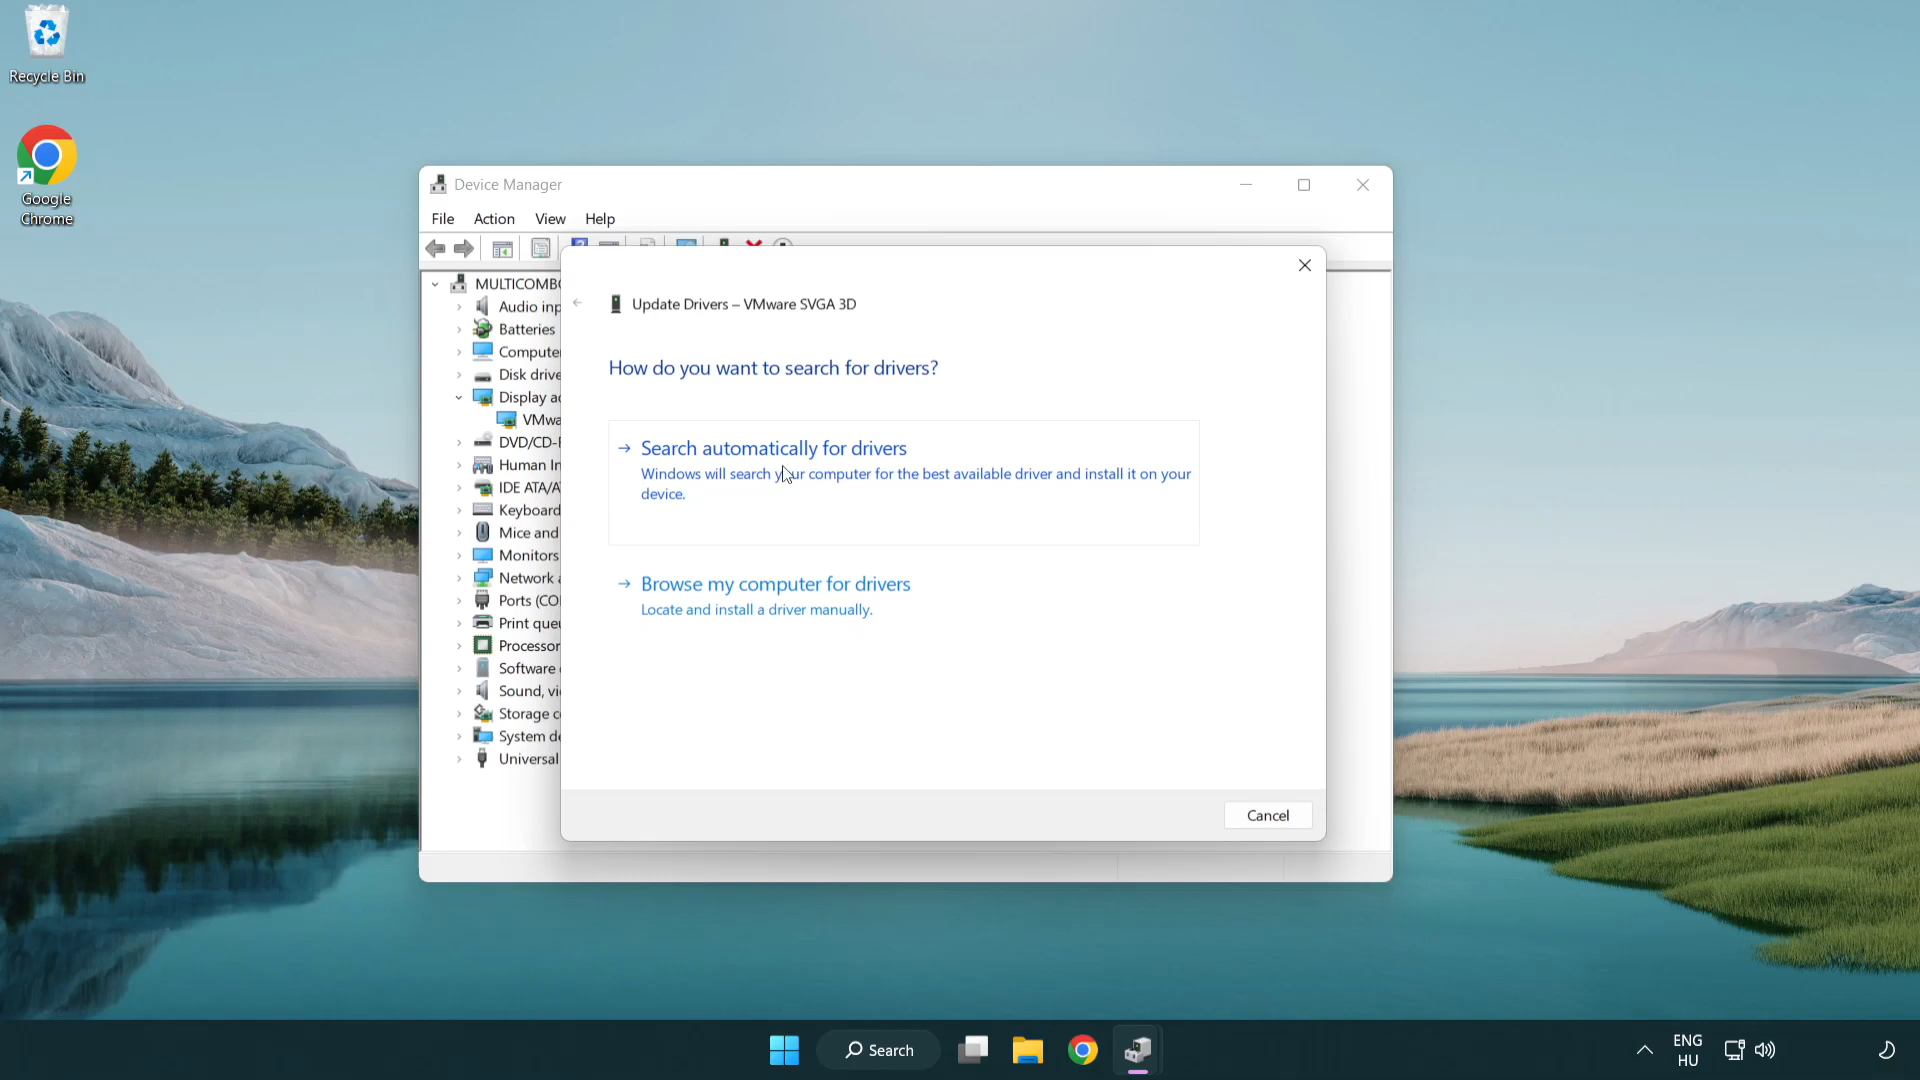 Recycle Bin
Google
Chrome
Device Manager
File Action View Help
MULTICOMBO
Audio inp
Batteries
Compute
Disk drive
Display a
VMwa
DVD/CD-
Human In
IDE ATA/A
Keyboard
Mice and
Monitors
Network a
Ports (CO
Print que
Processor
Software
Sound, vi
Storage c
System de
Universal
Update Drivers – VMware SVGA 3D
How do you want to search for drivers?
Search automatically for drivers
Windows will search your computer for the best available driver and install it on your
device.
Browse my computer for drivers
Locate and install a driver manually.
Cancel
Search
ENG
HU